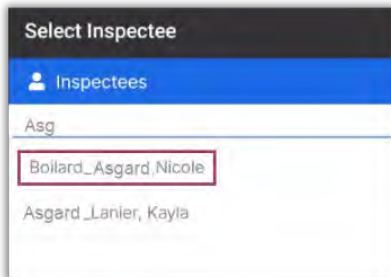 Select Inspectee
Inspectees
Asg
Boilard_Asgard Nicole
Asgard_Lanier, Kayla